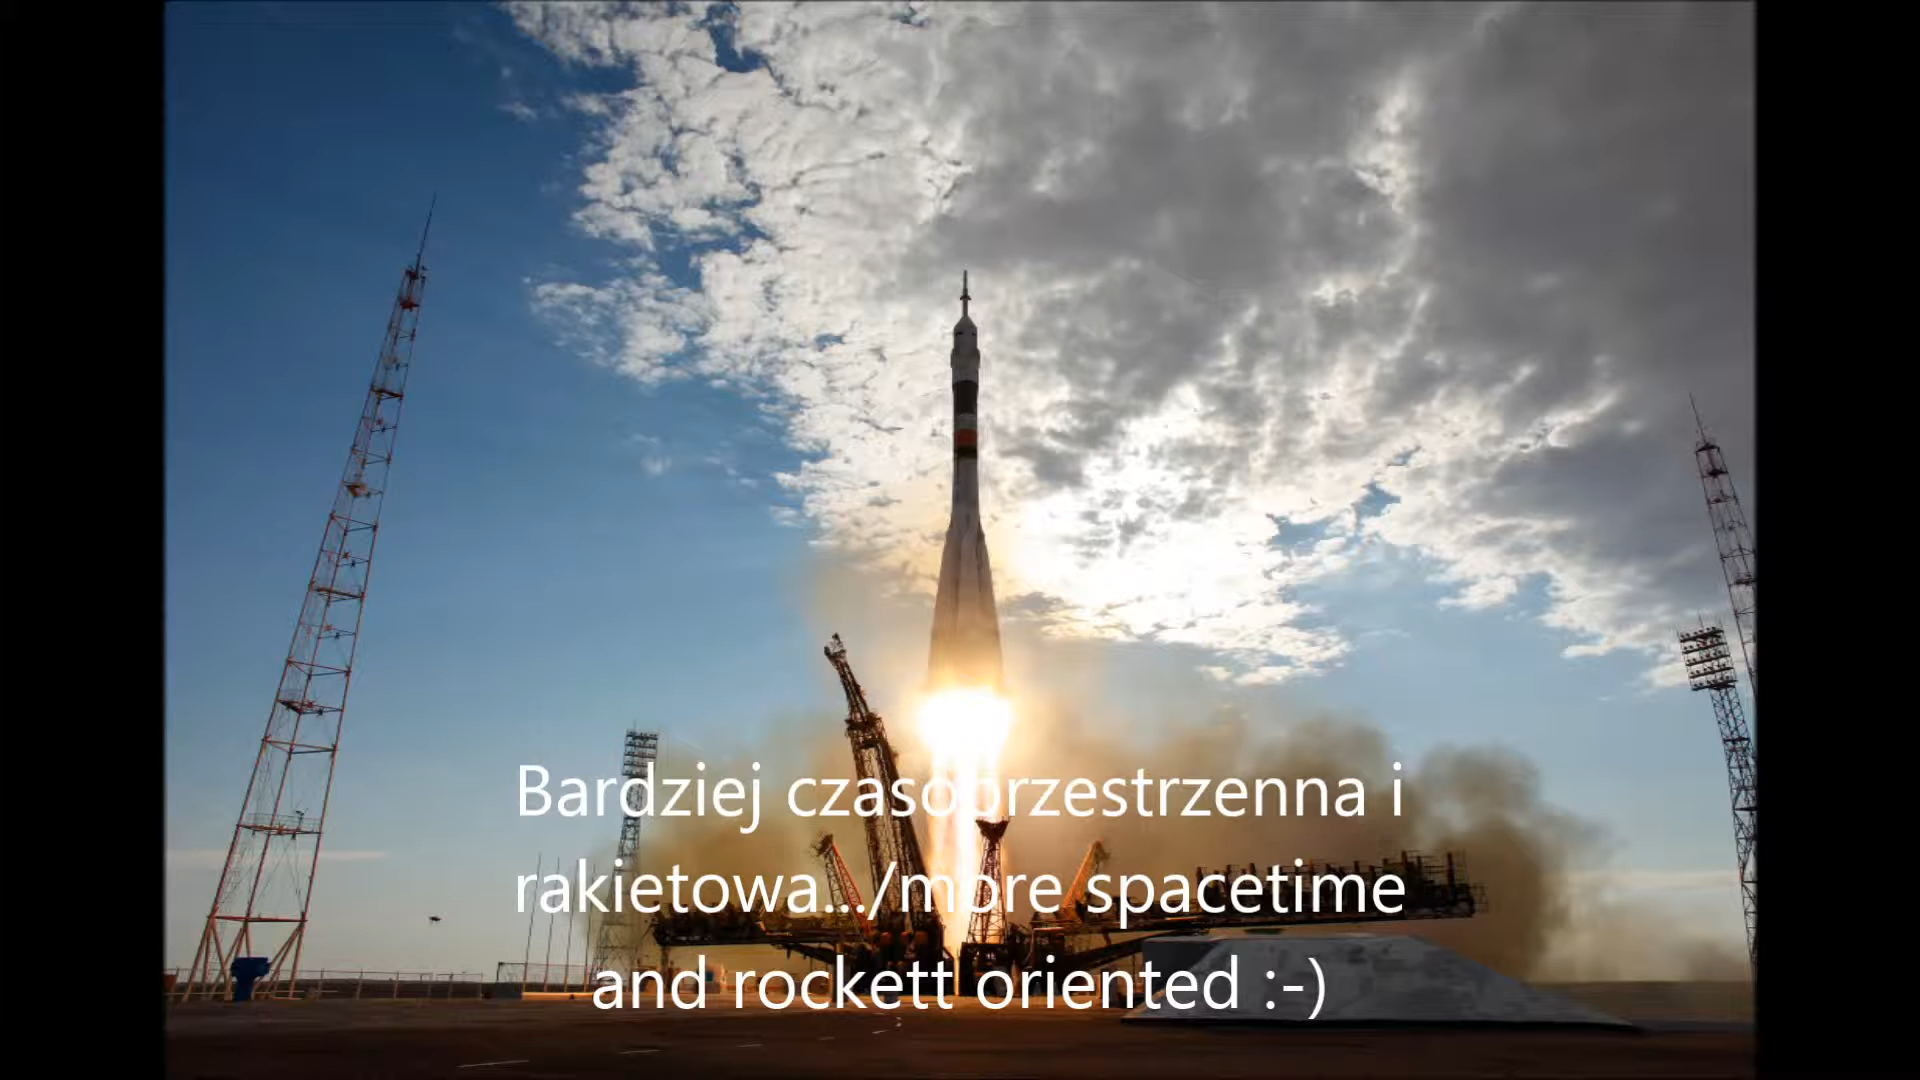 Bardziej czasoprzestrzenna i
rakietowa.../more spacetime
and rockett oriented :-)